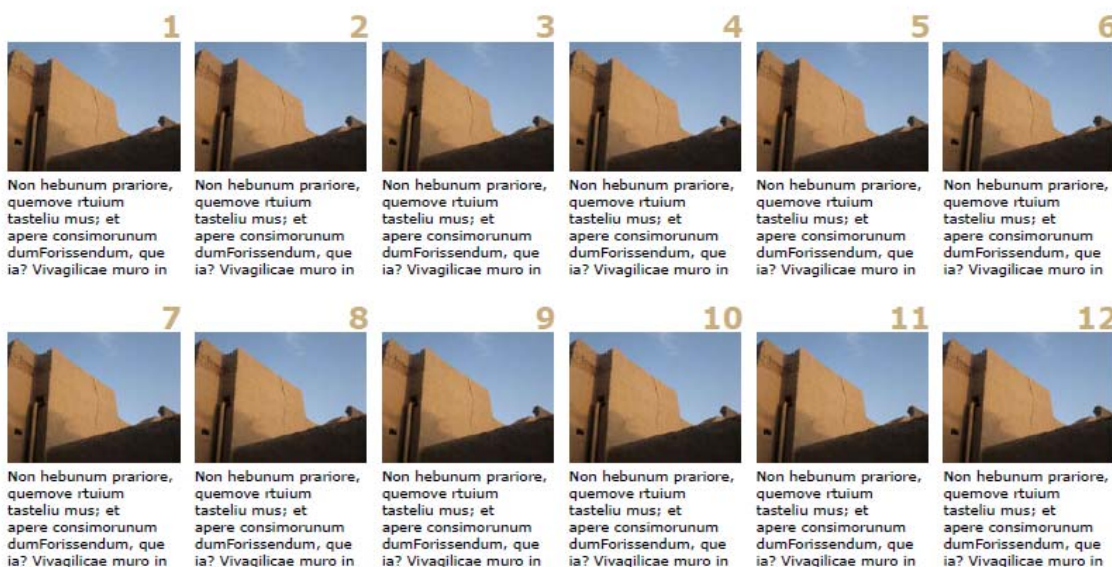 1 2 3 4 5 6
Non hebunum prariore,
quemove rtuium
tasteliu mus; et
apere consimorunum
dumForissendum, que
ia? Vivagilicae muro in
Non hebunum prariore,
quemove rtuium
tasteliu mus; et
apere consimorunum
dumForissendum, que
ia? Vivagilicae muro in
Non hebunum prariore,
quemove rtuium
tasteliu mus; et
apere consimorunum
dumForissendum, que
ia? Vivagilicae muro in
Non hebunum prariore,
quemove rtuium
tasteliu mus; et
apere consimorunum
dumForissendum, que
ia? Vivagilicae muro in
Non hebunum prariore,
quemove rtuium
tasteliu mus; et
apere consimorunum
dumForissendum, que
ia? Vivagilicae muro in
Non hebunum prariore,
quemove rtuium
tasteliu mus; et
apere consimorunum
dumForissendum, que
ia? Vivagilicae muro in
7 8 9 10 11 12
Non hebunum prariore,
quemove rtuium
tasteliu mus; et
apere consimorunum
dumForissendum, que
ia? Vivagilicae muro in
Non hebunum prariore,
quemove rtuium
tasteliu mus; et
apere consimorunum
dumForissendum, que
ia? Vivagilicae muro in
Non hebunum prariore,
quemove rtuium
tasteliu mus; et
apere consimorunum
dumForissendum, que
ia? Vivagilicae muro in
Non hebunum prariore,
quemove rtuium
tasteliu mus; et
apere consimorunum
dumForissendum, que
ia? Vivagilicae muro in
Non hebunum prariore,
quemove rtuium
tasteliu mus; et
apere consimorunum
dumForissendum, que
ia? Vivagilicae muro in
Non hebunum prariore,
quemove rtuium
tasteliu mus; et
apere consimorunum
dumForissendum, que
ia? Vivagilicae muro in